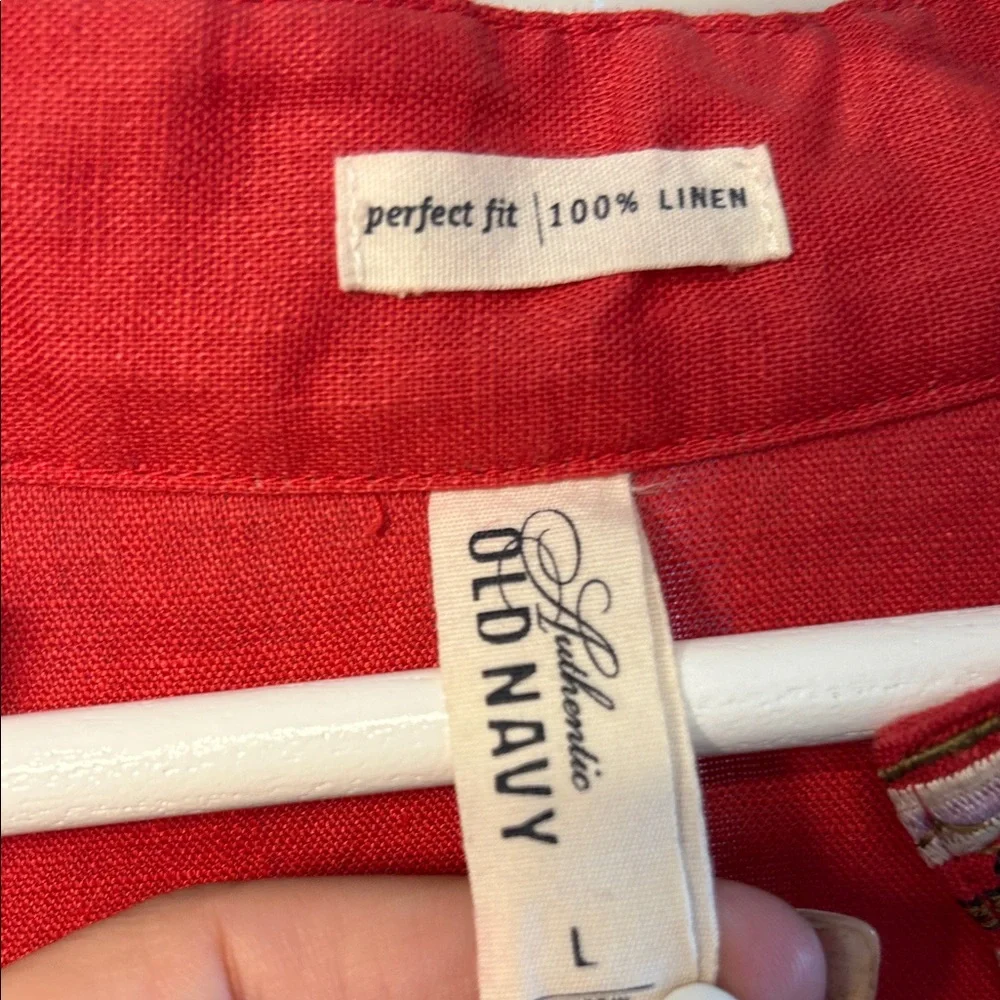 perfect fit | 100% LINEN
Authentic
OLD NAVY
L